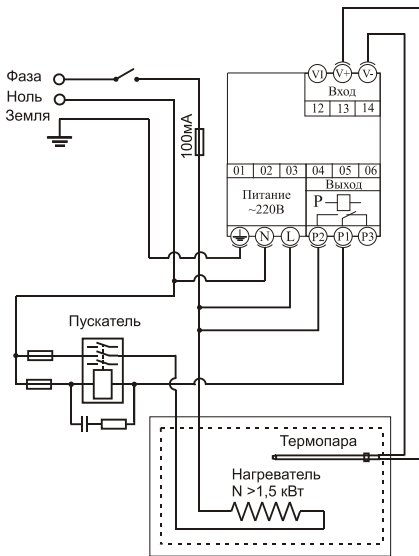 Фаза
Ноль
Земля
100мА
VI V+ V-
Вход
12 13 14
01 02 03 04 05 06
Питание
~220В
Выход
P
N L P2 P1 P3
Пускатель
Термопара
Нагреватель
N >1,5 кВт